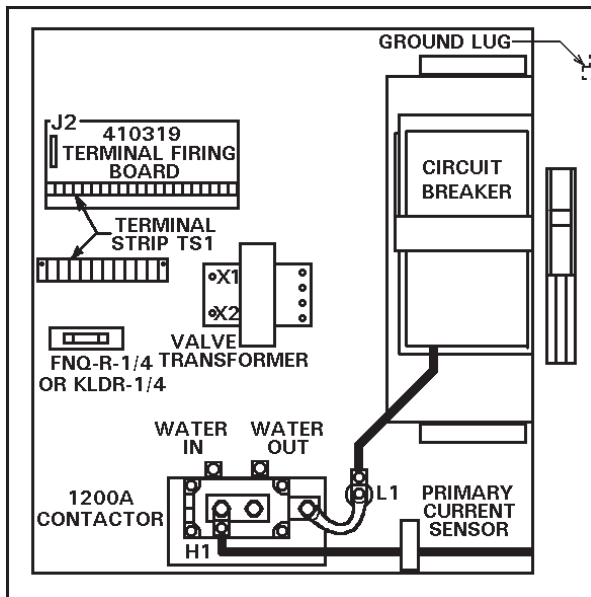 GROUND LUG
J2
410319
TERMINAL FIRING
BOARD
CIRCUIT
BREAKER
TERMINAL
STRIP TS1
X1
X2
VALVE
TRANSFORMER
FNQ-R-1/4
OR KLDR-1/4
WATER
IN
WATER
OUT
1200A
CONTACTOR
L1
PRIMARY
CURRENT
SENSOR
H1